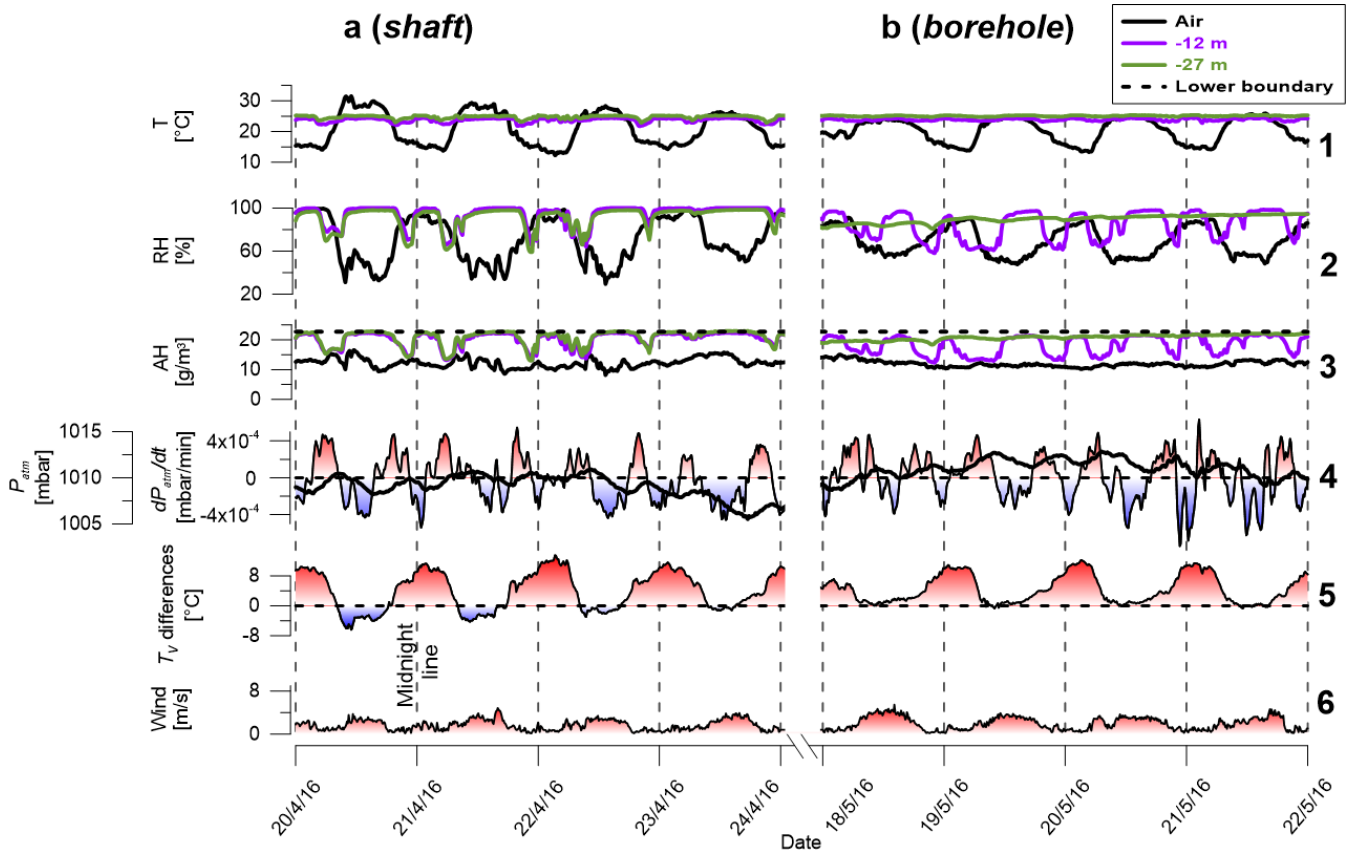 a (shaft)
b (borehole)
Air
-12 m
-27 m
Lower boundary
T
[°C]
30
20
10
1
RH
[%]
100
60
20
2
AH
[g/m³]
20
10
0
3
Patm
[mbar]
1015
1010
1005
dPatm/dt
[mbar/min]
4x10⁻⁴
0
-4x10⁻⁴
4
TV differences
[°C]
8
0
-8
5
Midnight
line
Wind
[m/s]
8
0
6
20/4/16
21/4/16
22/4/16
23/4/16
24/4/16
18/5/16
19/5/16
20/5/16
21/5/16
22/5/16
Date